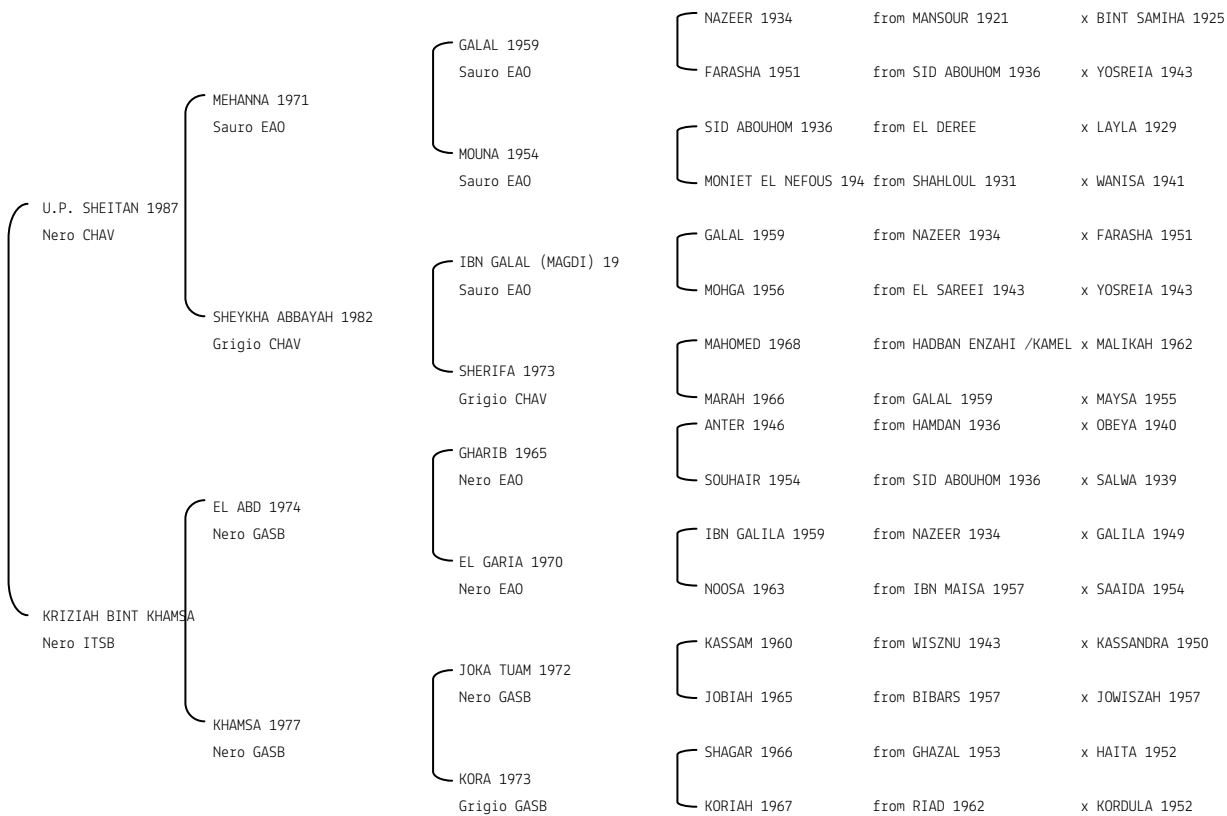 NAZEER 1934 from MANSOUR 1921 x BINT SAMIHA 1925
GALAL 1959
Sauro EAO
FARASHA 1951 from SID ABOUHOM 1936 x YOSREIA 1943
MEHANNA 1971
Sauro EAO
SID ABOUHOM 1936 from EL DEREE x LAYLA 1929
MOUNA 1954
Sauro EAO
MONIET EL NEFOUS 194 from SHAHLOUL 1931 x WANISA 1941
U.P. SHEITAN 1987
Nero CHAV
GALAL 1959 from NAZEER 1934 x FARASHA 1951
IBN GALAL (MAGDI) 19
Sauro EAO
MOHGA 1956 from EL SAREEI 1943 x YOSREIA 1943
SHEYKHA ABBAYAH 1982
Grigio CHAV
MAHOMED 1968 from HADBAN ENZAHI /KAMEL x MALIKAH 1962
SHERIFA 1973
Grigio CHAV
MARAH 1966 from GALAL 1959 x MAYSA 1955
ANTER 1946 from HAMDAN 1936 x OBEYA 1940
GHARIB 1965
Nero EAO
SOUHAIR 1954 from SID ABOUHOM 1936 x SALWA 1939
EL ABD 1974
Nero GASB
IBN GALILA 1959 from NAZEER 1934 x GALILA 1949
EL GARIA 1970
Nero EAO
NOOSA 1963 from IBN MAISA 1957 x SAAIDA 1954
KRIZIAH BINT KHAMSA
Nero ITSB
KASSAM 1960 from WISZNU 1943 x KASSANDRA 1950
JOKA TUAM 1972
Nero GASB
JOBIAH 1965 from BIBARS 1957 x JOWISZAH 1957
KHAMSA 1977
Nero GASB
SHAGAR 1966 from GHAZAL 1953 x HAITA 1952
KORA 1973
Grigio GASB
KORIAH 1967 from RIAD 1962 x KORDULA 1952